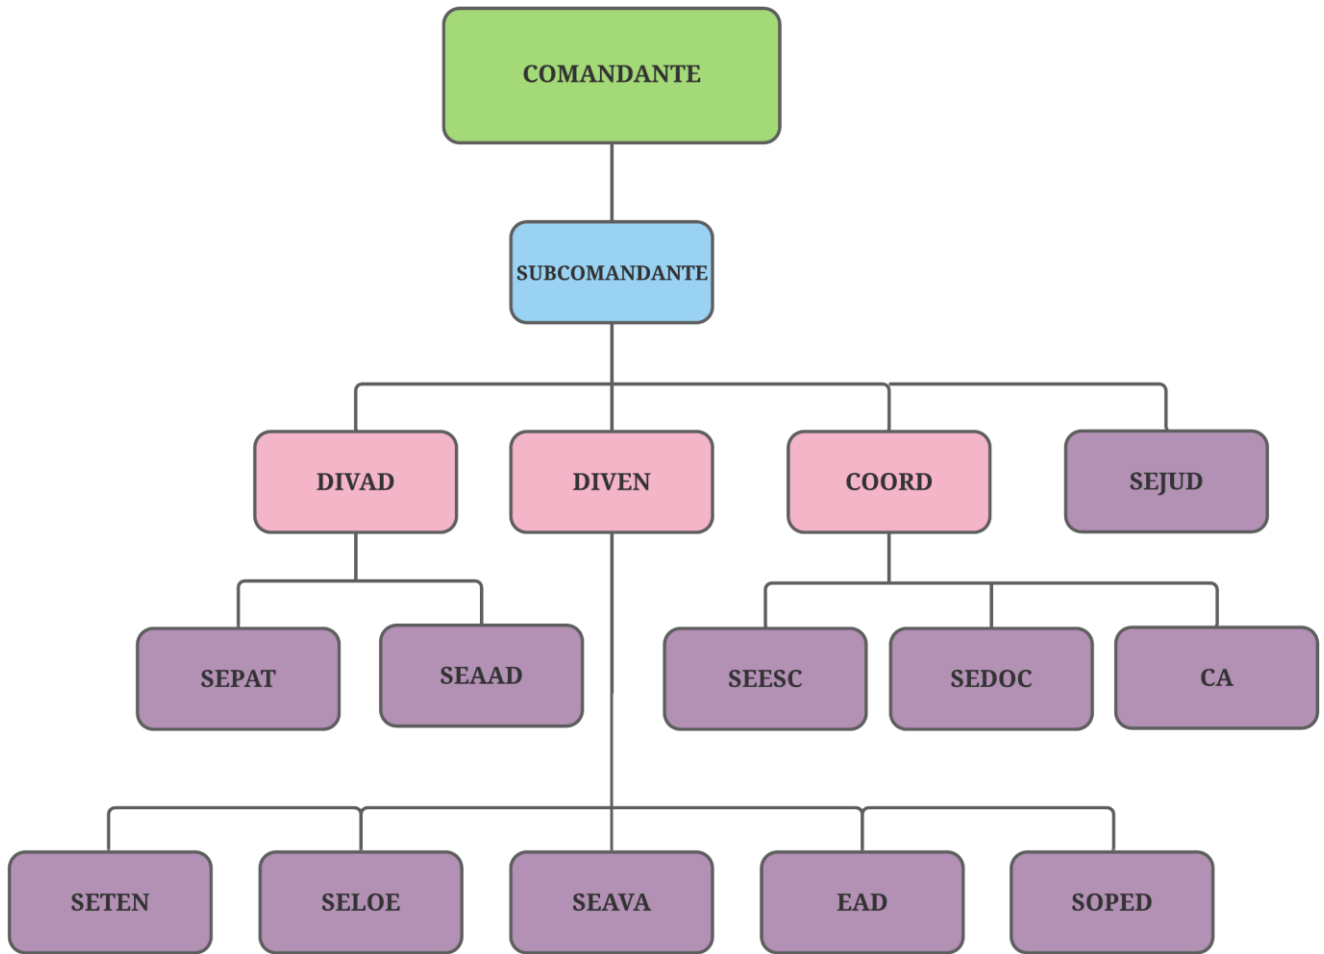 COMANDANTE
SUBCOMANDANTE
DIVAD
DIVEN
COORD
SEJUD
SEPAT
SEAAD
SEESC
SEDOC
CA
SETEN
SELOE
SEAVA
EAD
SOPED